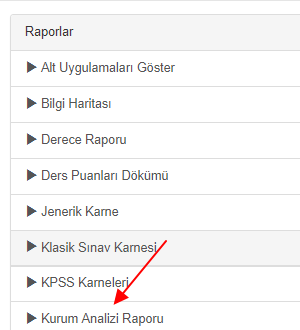 Raporlar
Alt Uygulamaları Göster
Bilgi Haritası
Derece Raporu
Ders Puanları Dökümü
Jenerik Karne
Klasik Sınav Karnesi
KPSS Karneleri
Kurum Analizi Raporu